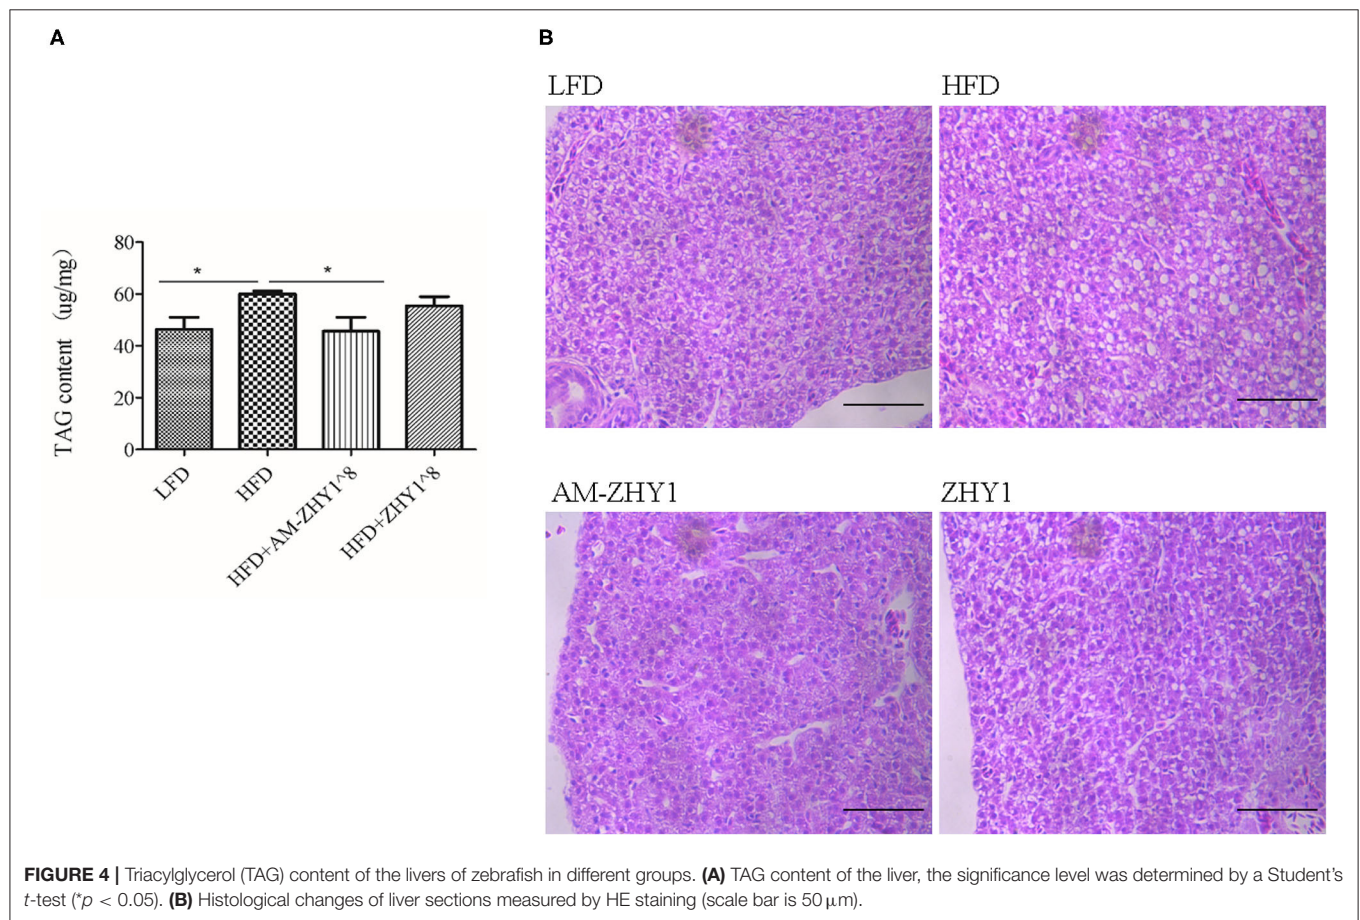 A
B
LFD
HFD
TAG content (ug/mg)
80
60
40
20
0
*
*
LFD
HFD
HFD+AM-ZHY1^8
HFD+ZHY1^8
AM-ZHY1
ZHY1
FIGURE 4 | Triacylglycerol (TAG) content of the livers of zebrafish in different groups. (A) TAG content of the liver, the significance level was determined by a Student's
t-test (*p < 0.05). (B) Histological changes of liver sections measured by HE staining (scale bar is 50 μm).